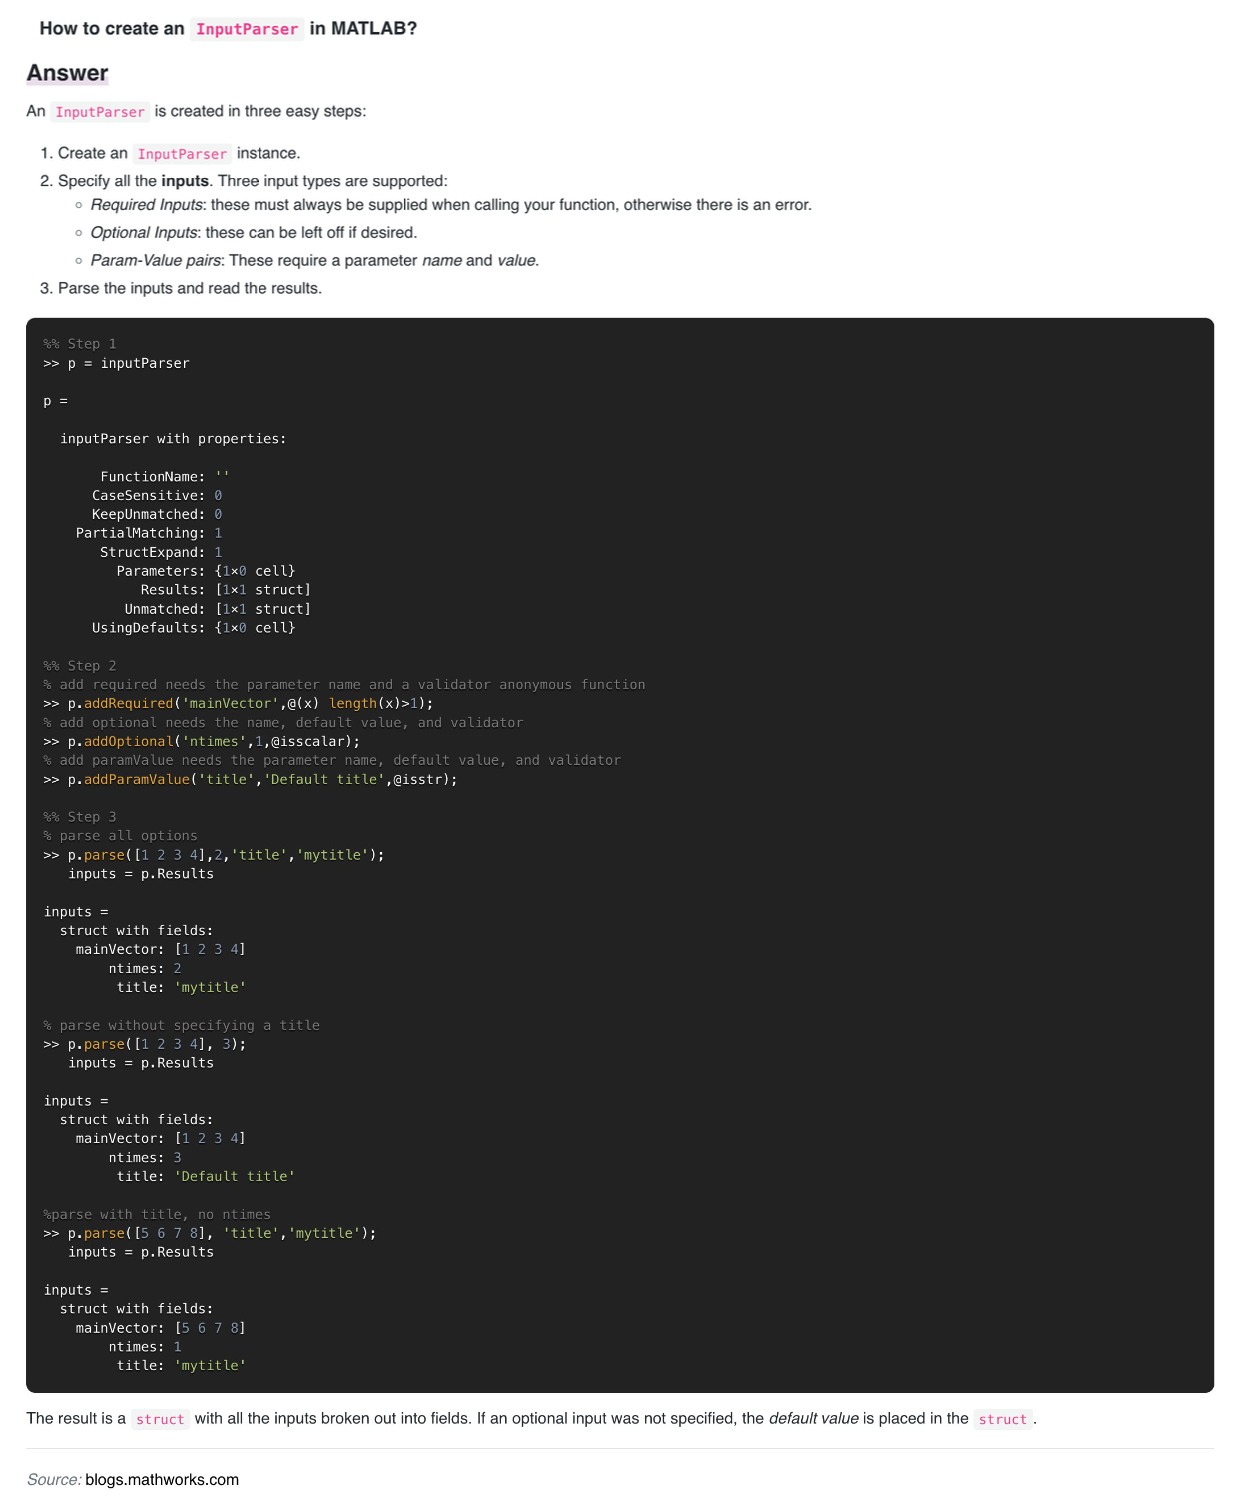 How to create an InputParser in MATLAB?
Answer
An InputParser is created in three easy steps:
1. Create an InputParser instance.
2. Specify all the inputs. Three input types are supported:
◦ Required Inputs: these must always be supplied when calling your function, otherwise there is an error.
◦ Optional Inputs: these can be left off if desired.
◦ Param-Value pairs: These require a parameter name and value.
3. Parse the inputs and read the results.
%% Step 1
>> p = inputParser
p =
inputParser with properties:
FunctionName: ''
CaseSensitive: 0
KeepUnmatched: 0
PartialMatching: 1
StructExpand: 1
Parameters: {1×0 cell}
Results: [1×1 struct]
Unmatched: [1×1 struct]
UsingDefaults: {1×0 cell}
%% Step 2
% add required needs the parameter name and a validator anonymous function
>> p.addRequired('mainVector',@(x) length(x)>1);
% add optional needs the name, default value, and validator
>> p.addOptional('ntimes',1,@isscalar);
% add paramValue needs the parameter name, default value, and validator
>> p.addParamValue('title','Default title',@isstr);
%% Step 3
% parse all options
>> p.parse([1 2 3 4],2,'title','mytitle');
inputs = p.Results
inputs =
struct with fields:
mainVector: [1 2 3 4]
ntimes: 2
title: 'mytitle'
% parse without specifying a title
>> p.parse([1 2 3 4], 3);
inputs = p.Results
inputs =
struct with fields:
mainVector: [1 2 3 4]
ntimes: 3
title: 'Default title'
%parse with title, no ntimes
>> p.parse([5 6 7 8], 'title','mytitle');
inputs = p.Results
inputs =
struct with fields:
mainVector: [5 6 7 8]
ntimes: 1
title: 'mytitle'
The result is a struct with all the inputs broken out into fields. If an optional input was not specified, the default value is placed in the struct.
Source: blogs.mathworks.com